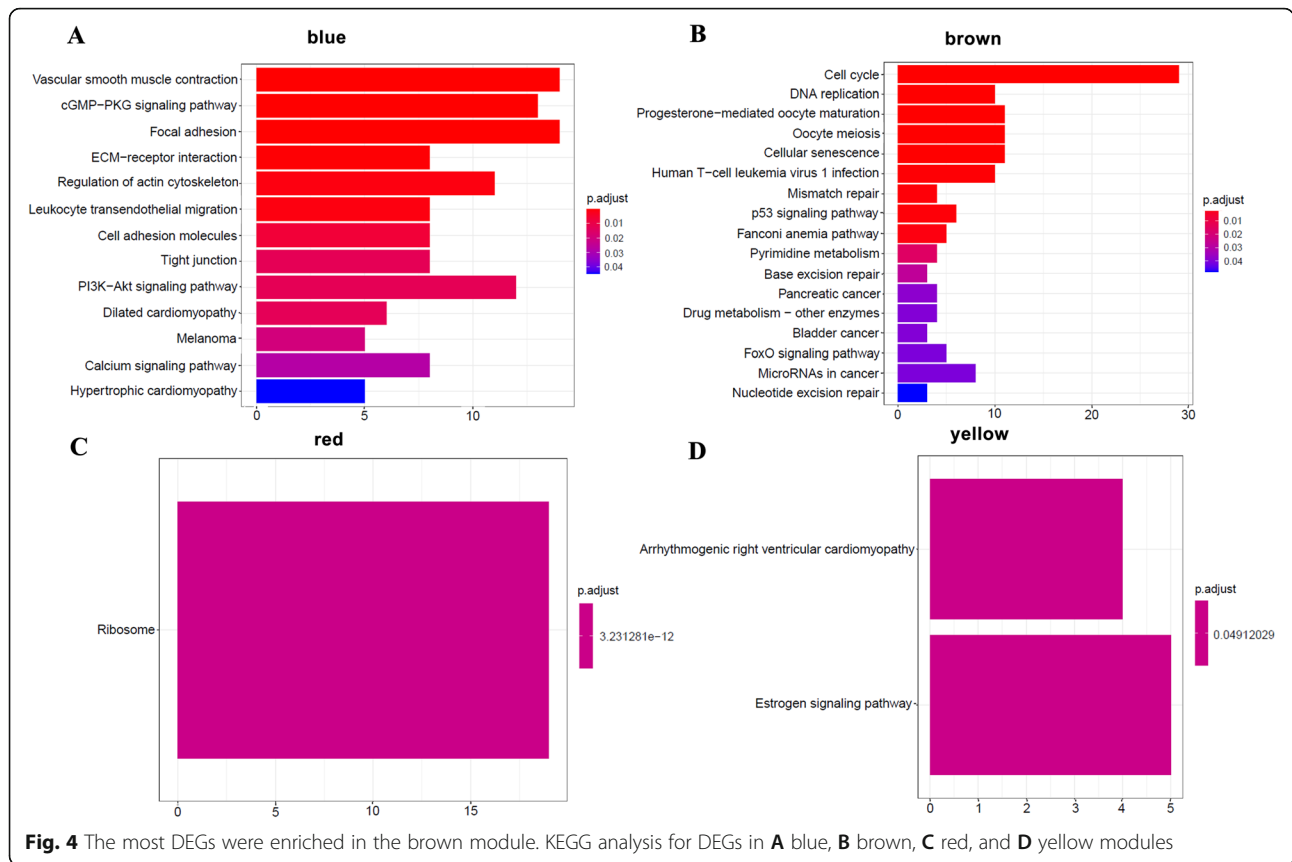 A
blue
Vascular smooth muscle contraction
cGMP−PKG signaling pathway
Focal adhesion
ECM−receptor interaction
Regulation of actin cytoskeleton
Leukocyte transendothelial migration
Cell adhesion molecules
Tight junction
PI3K−Akt signaling pathway
Dilated cardiomyopathy
Melanoma
Calcium signaling pathway
Hypertrophic cardiomyopathy
0 5 10
p.adjust
0.01
0.02
0.03
0.04
B
brown
Cell cycle
DNA replication
Progesterone−mediated oocyte maturation
Oocyte meiosis
Cellular senescence
Human T−cell leukemia virus 1 infection
Mismatch repair
p53 signaling pathway
Fanconi anemia pathway
Pyrimidine metabolism
Base excision repair
Pancreatic cancer
Drug metabolism − other enzymes
Bladder cancer
FoxO signaling pathway
MicroRNAs in cancer
Nucleotide excision repair
0 10 20 30
p.adjust
0.01
0.02
0.03
0.04
C
red
Ribosome
0 5 10 15
p.adjust
3.231281e−12
D
yellow
Arrhythmogenic right ventricular cardiomyopathy
Estrogen signaling pathway
0 1 2 3 4 5
p.adjust
0.04912029
Fig. 4 The most DEGs were enriched in the brown module. KEGG analysis for DEGs in A blue, B brown, C red, and D yellow modules